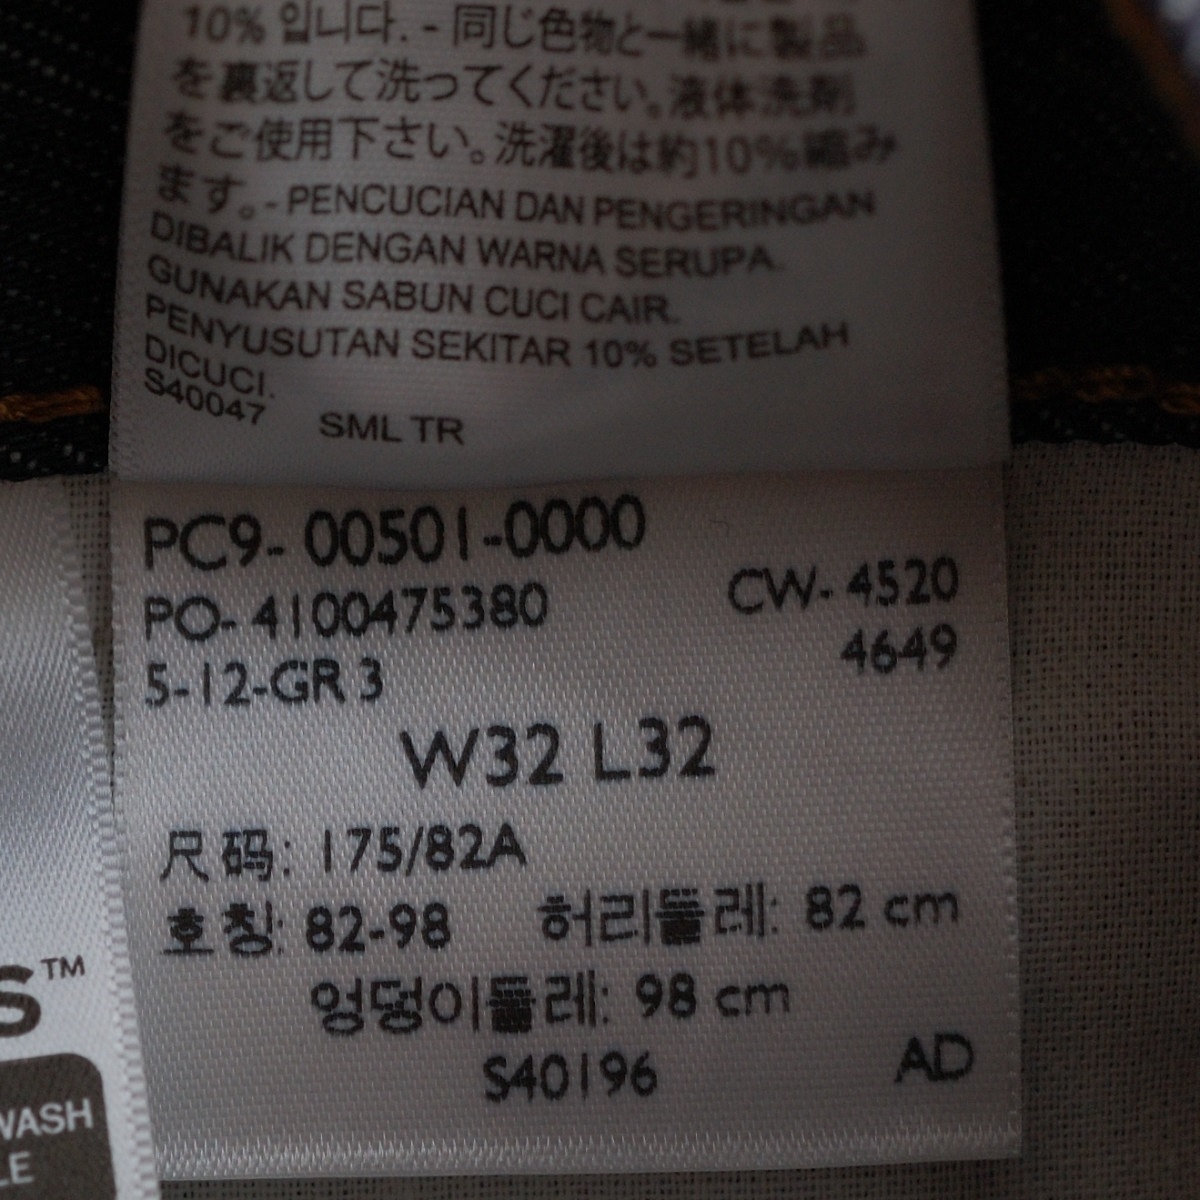 10% 입니다. - 同じ色物と一緒に製品
を裏返して洗ってください。液体洗剤
をご使用下さい。洗濯後は約10%縮み
ます。- PENCUCIAN DAN PENGERINGAN
DIBALIK DENGAN WARNA SERUPA.
GUNAKAN SABUN CUCI CAIR.
PENYUSUTAN SEKITAR 10% SETELAH
DICUCI.
S40047 SML TR
PC9- 00501-0000
PO- 4100475380 CW- 4520
5-12-GR 3 4649
W32 L32
尺码: 175/82A
호칭: 82-98 허리둘레: 82 cm
엉덩이둘레: 98 cm
S40196 AD
S™
WASH
LE